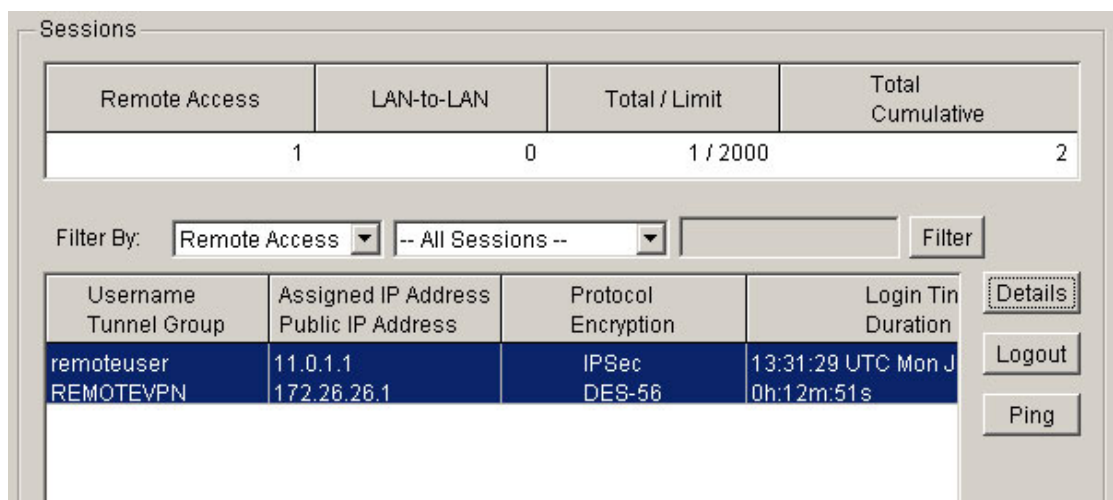 Sessions
Remote Access LAN-to-LAN Total / Limit Total
Cumulative
1 0 1 / 2000 2
Filter By: Remote Access -- All Sessions -- Filter
Username Assigned IP Address Protocol Login Tin Details
Tunnel Group Public IP Address Encryption Duration
remoteuser 11.0.1.1 IPSec 13:31:29 UTC Mon J Logout
REMOTEVPN 172.26.26.1 DES-56 0h:12m:51s
Ping